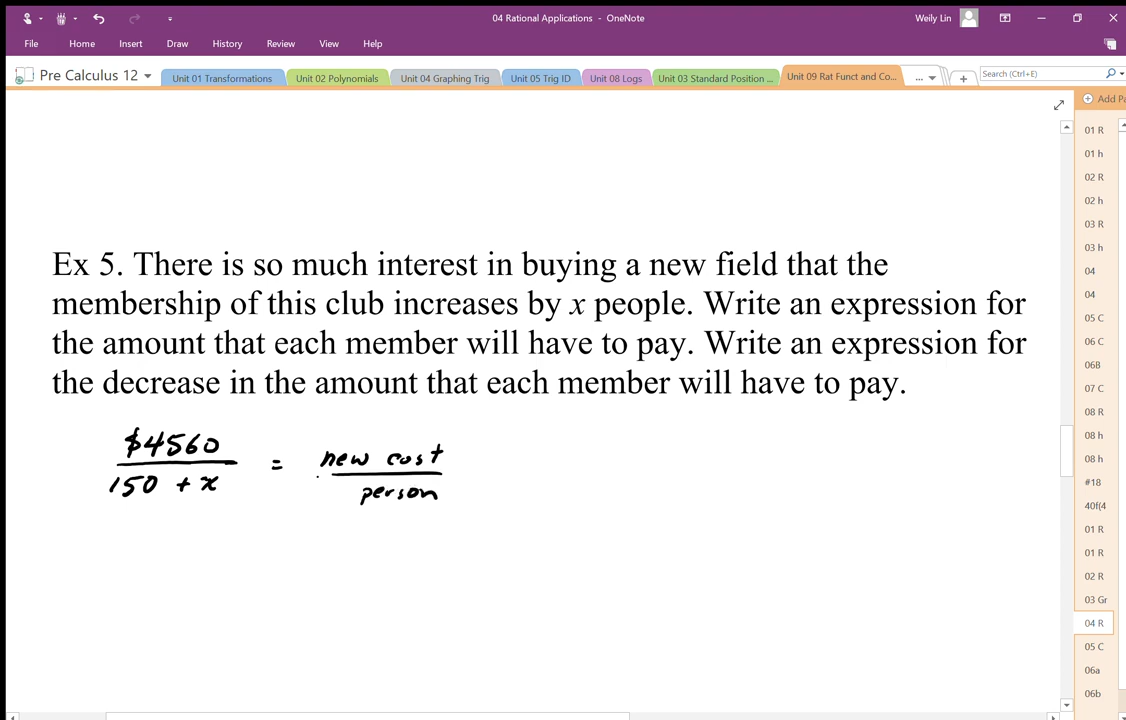 04 Rational Applications - OneNote
Weily Lin
File Home Insert Draw History Review View Help
Pre Calculus 12
Unit 01 Transformations
Unit 02 Polynomials
Unit 04 Graphing Trig
Unit 05 Trig ID
Unit 08 Logs
Unit 03 Standard Position ...
Unit 09 Rat Funct and Co...
...
Search (Ctrl+E)
Add Pa
Ex 5. There is so much interest in buying a new field that the
membership of this club increases by x people. Write an expression for
the amount that each member will have to pay. Write an expression for
the decrease in the amount that each member will have to pay.
$4560
150 + x
=
new cost
person
01 R
01 h
02 R
02 h
03 R
03 h
04
04
05 C
06 C
06B
07 C
08 R
08 h
08 h
#18
40f(4
01 R
01 R
02 R
03 Gr
04 R
05 C
06a
06b